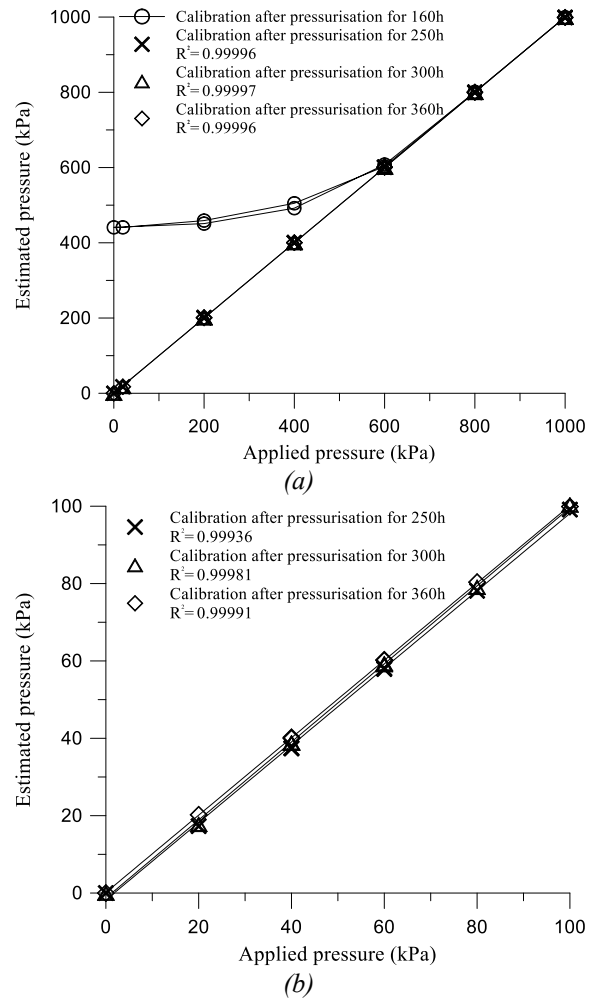 1000
800
600
400
200
0
Estimated pressure (kPa)
Calibration after pressurisation for 160h
Calibration after pressurisation for 250h
R²= 0.99996
Calibration after pressurisation for 300h
R²= 0.99997
Calibration after pressurisation for 360h
R²= 0.99996
0 200 400 600 800 1000
Applied pressure (kPa)
(a)
100
80
60
40
20
0
Estimated pressure (kPa)
Calibration after pressurisation for 250h
R²= 0.99936
Calibration after pressurisation for 300h
R²= 0.99981
Calibration after pressurisation for 360h
R²= 0.99991
0 20 40 60 80 100
Applied pressure (kPa)
(b)